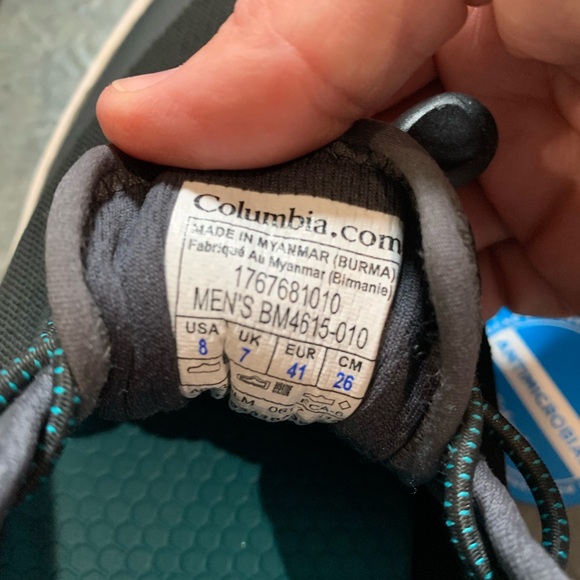 Columbia.com
MADE IN MYANMAR (BURMA)
Fabriqué Au Myanmar (Birmanie)
1767681010
MEN'S BM4615-010
USA UK EUR CM
8 7 41 26
ANTIMICROBIA